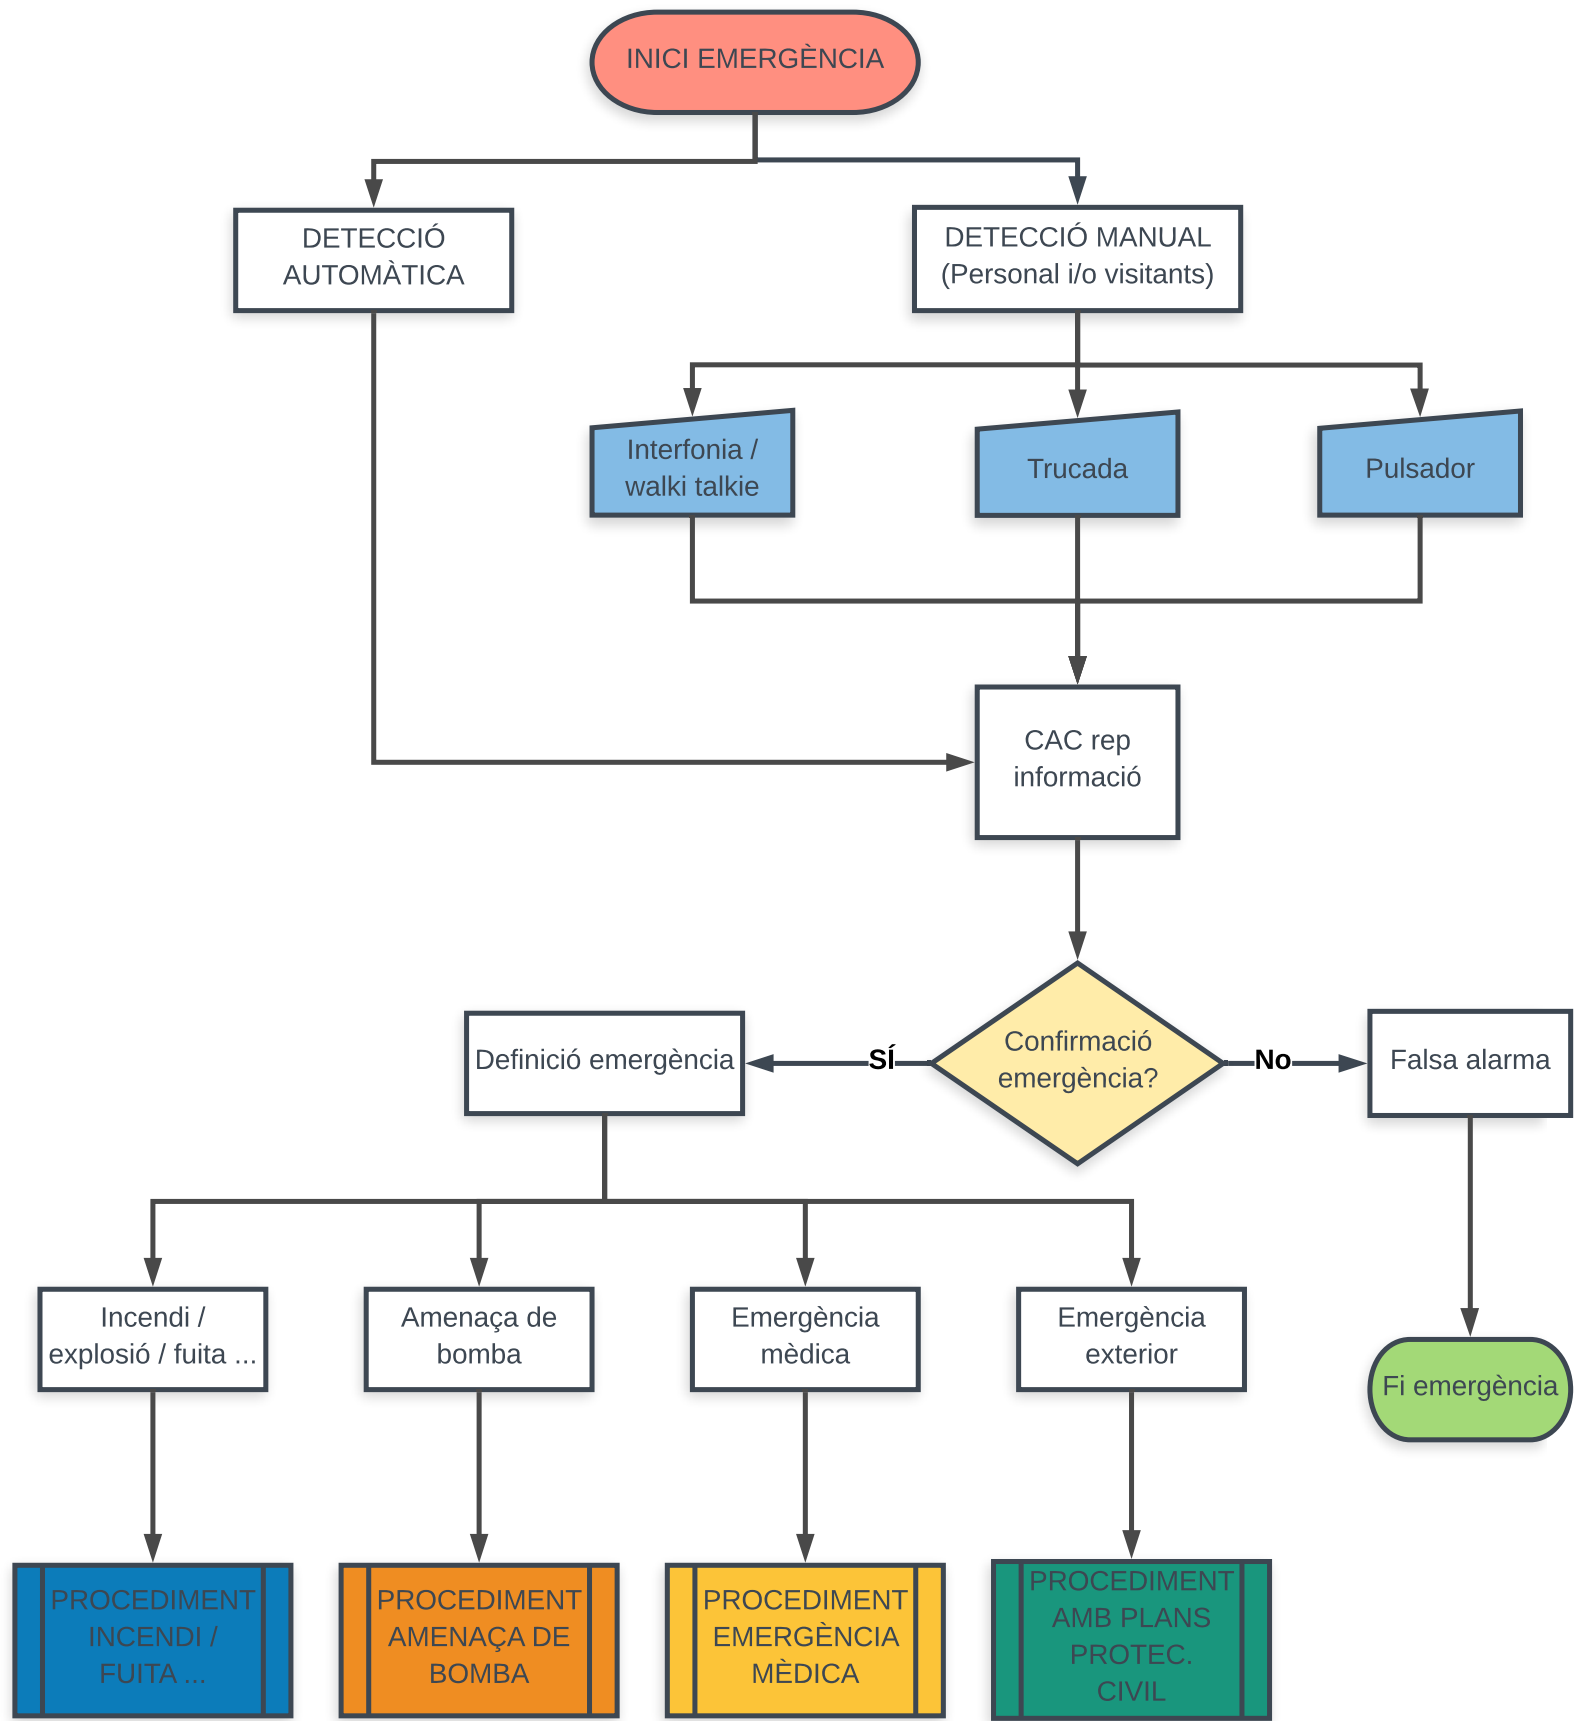 INICI EMERGÈNCIA
DETECCIÓ
AUTOMÀTICA
DETECCIÓ MANUAL
(Personal i/o visitants)
Interfonia /
walki talkie
Trucada
Pulsador
CAC rep
informació
Definició emergència
SÍ
Confirmació
emergència?
No
Falsa alarma
Incendi /
explosió / fuita ...
Amenaça de
bomba
Emergència
mèdica
Emergència
exterior
Fi emergència
PROCEDIMENT
INCENDI /
FUITA ...
PROCEDIMENT
AMENAÇA DE
BOMBA
PROCEDIMENT
EMERGÈNCIA
MÈDICA
PROCEDIMENT
AMB PLANS
PROTEC.
CIVIL